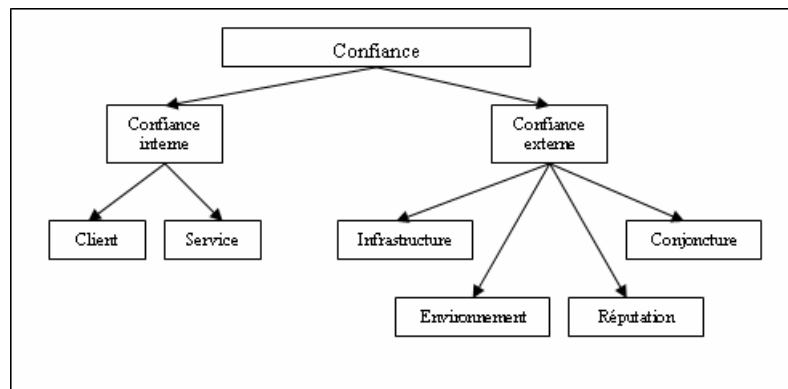 Confiance
Confiance
interne
Confiance
externe
Client
Service
Infrastructure
Conjoncture
Environnement
Réputation